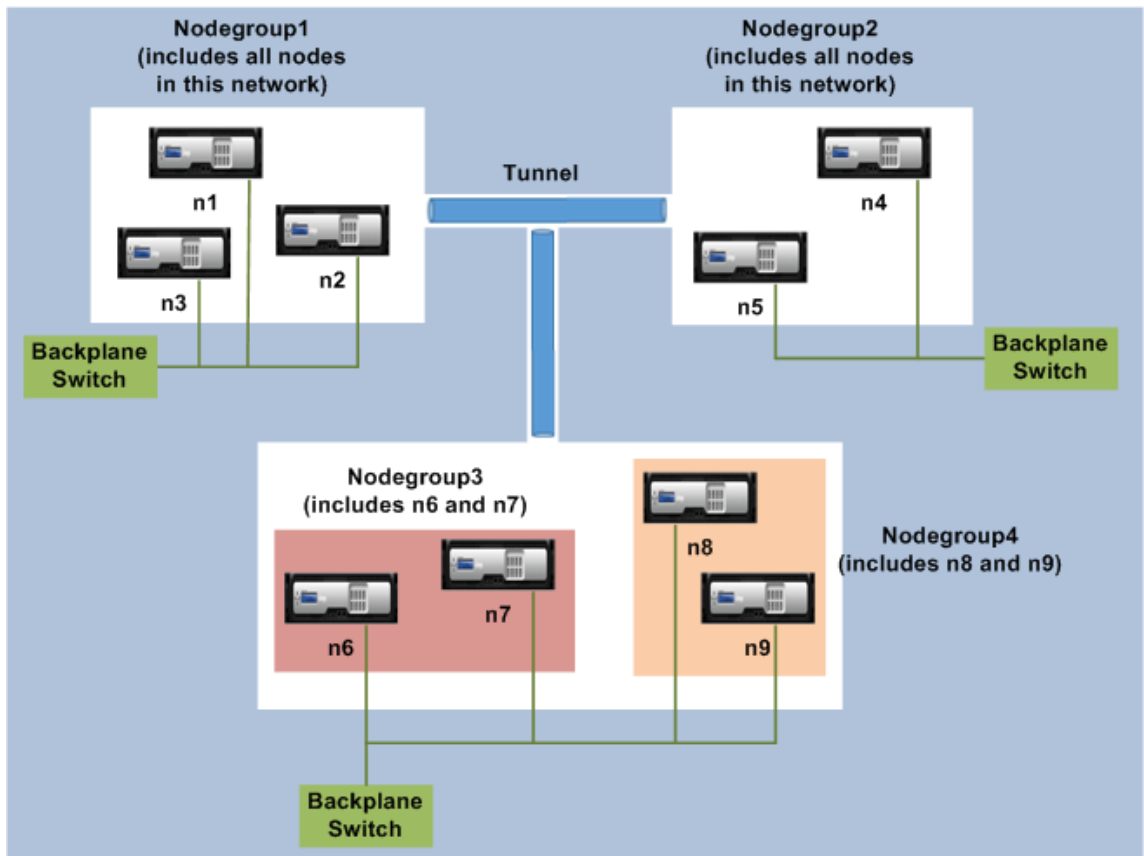 Nodegroup1
(includes all nodes
in this network)
Nodegroup2
(includes all nodes
in this network)
Tunnel
n1
n2
n3
n4
n5
Backplane
Switch
Backplane
Switch
Nodegroup3
(includes n6 and n7)
n8
Nodegroup4
(includes n8 and n9)
n7
n6
n9
Backplane
Switch